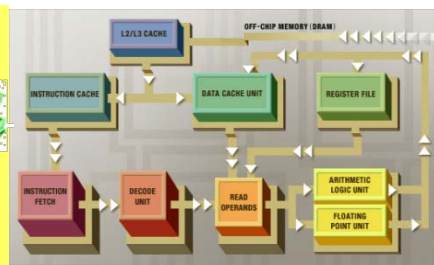 OFF-CHIP MEMORY (DRAM)
L2/L3 CACHE
INSTRUCTION CACHE
DATA CACHE UNIT
REGISTER FILE
INSTRUCTION
FETCH
DECODE
UNIT
READ
OPERANDS
ARITHMETIC
LOGIC UNIT
FLOATING
POINT UNIT